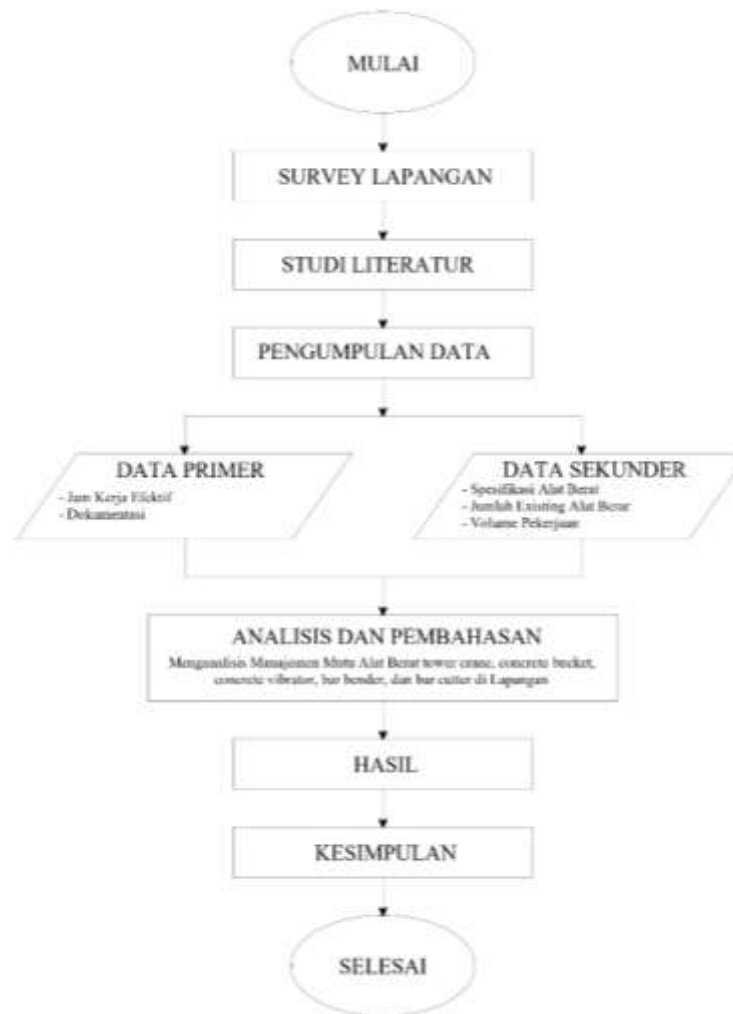 MULAI
SURVEY LAPANGAN
STUDI LITERATUR
PENGUMPULAN DATA
DATA PRIMER
- Jam Kerja Efektif
- Dokumentasi
DATA SEKUNDER
- Spesifikasi Alat Berat
- Jumlah Existing Alat Berat
- Volume Pekerjaan
ANALISIS DAN PEMBAHASAN
Menganalisis Manajemen Mutu Alat Berat tower crane, concrete bucket,
concrete vibrator, bar bender, dan bar cutter di Lapangan
HASIL
KESIMPULAN
SELESAI